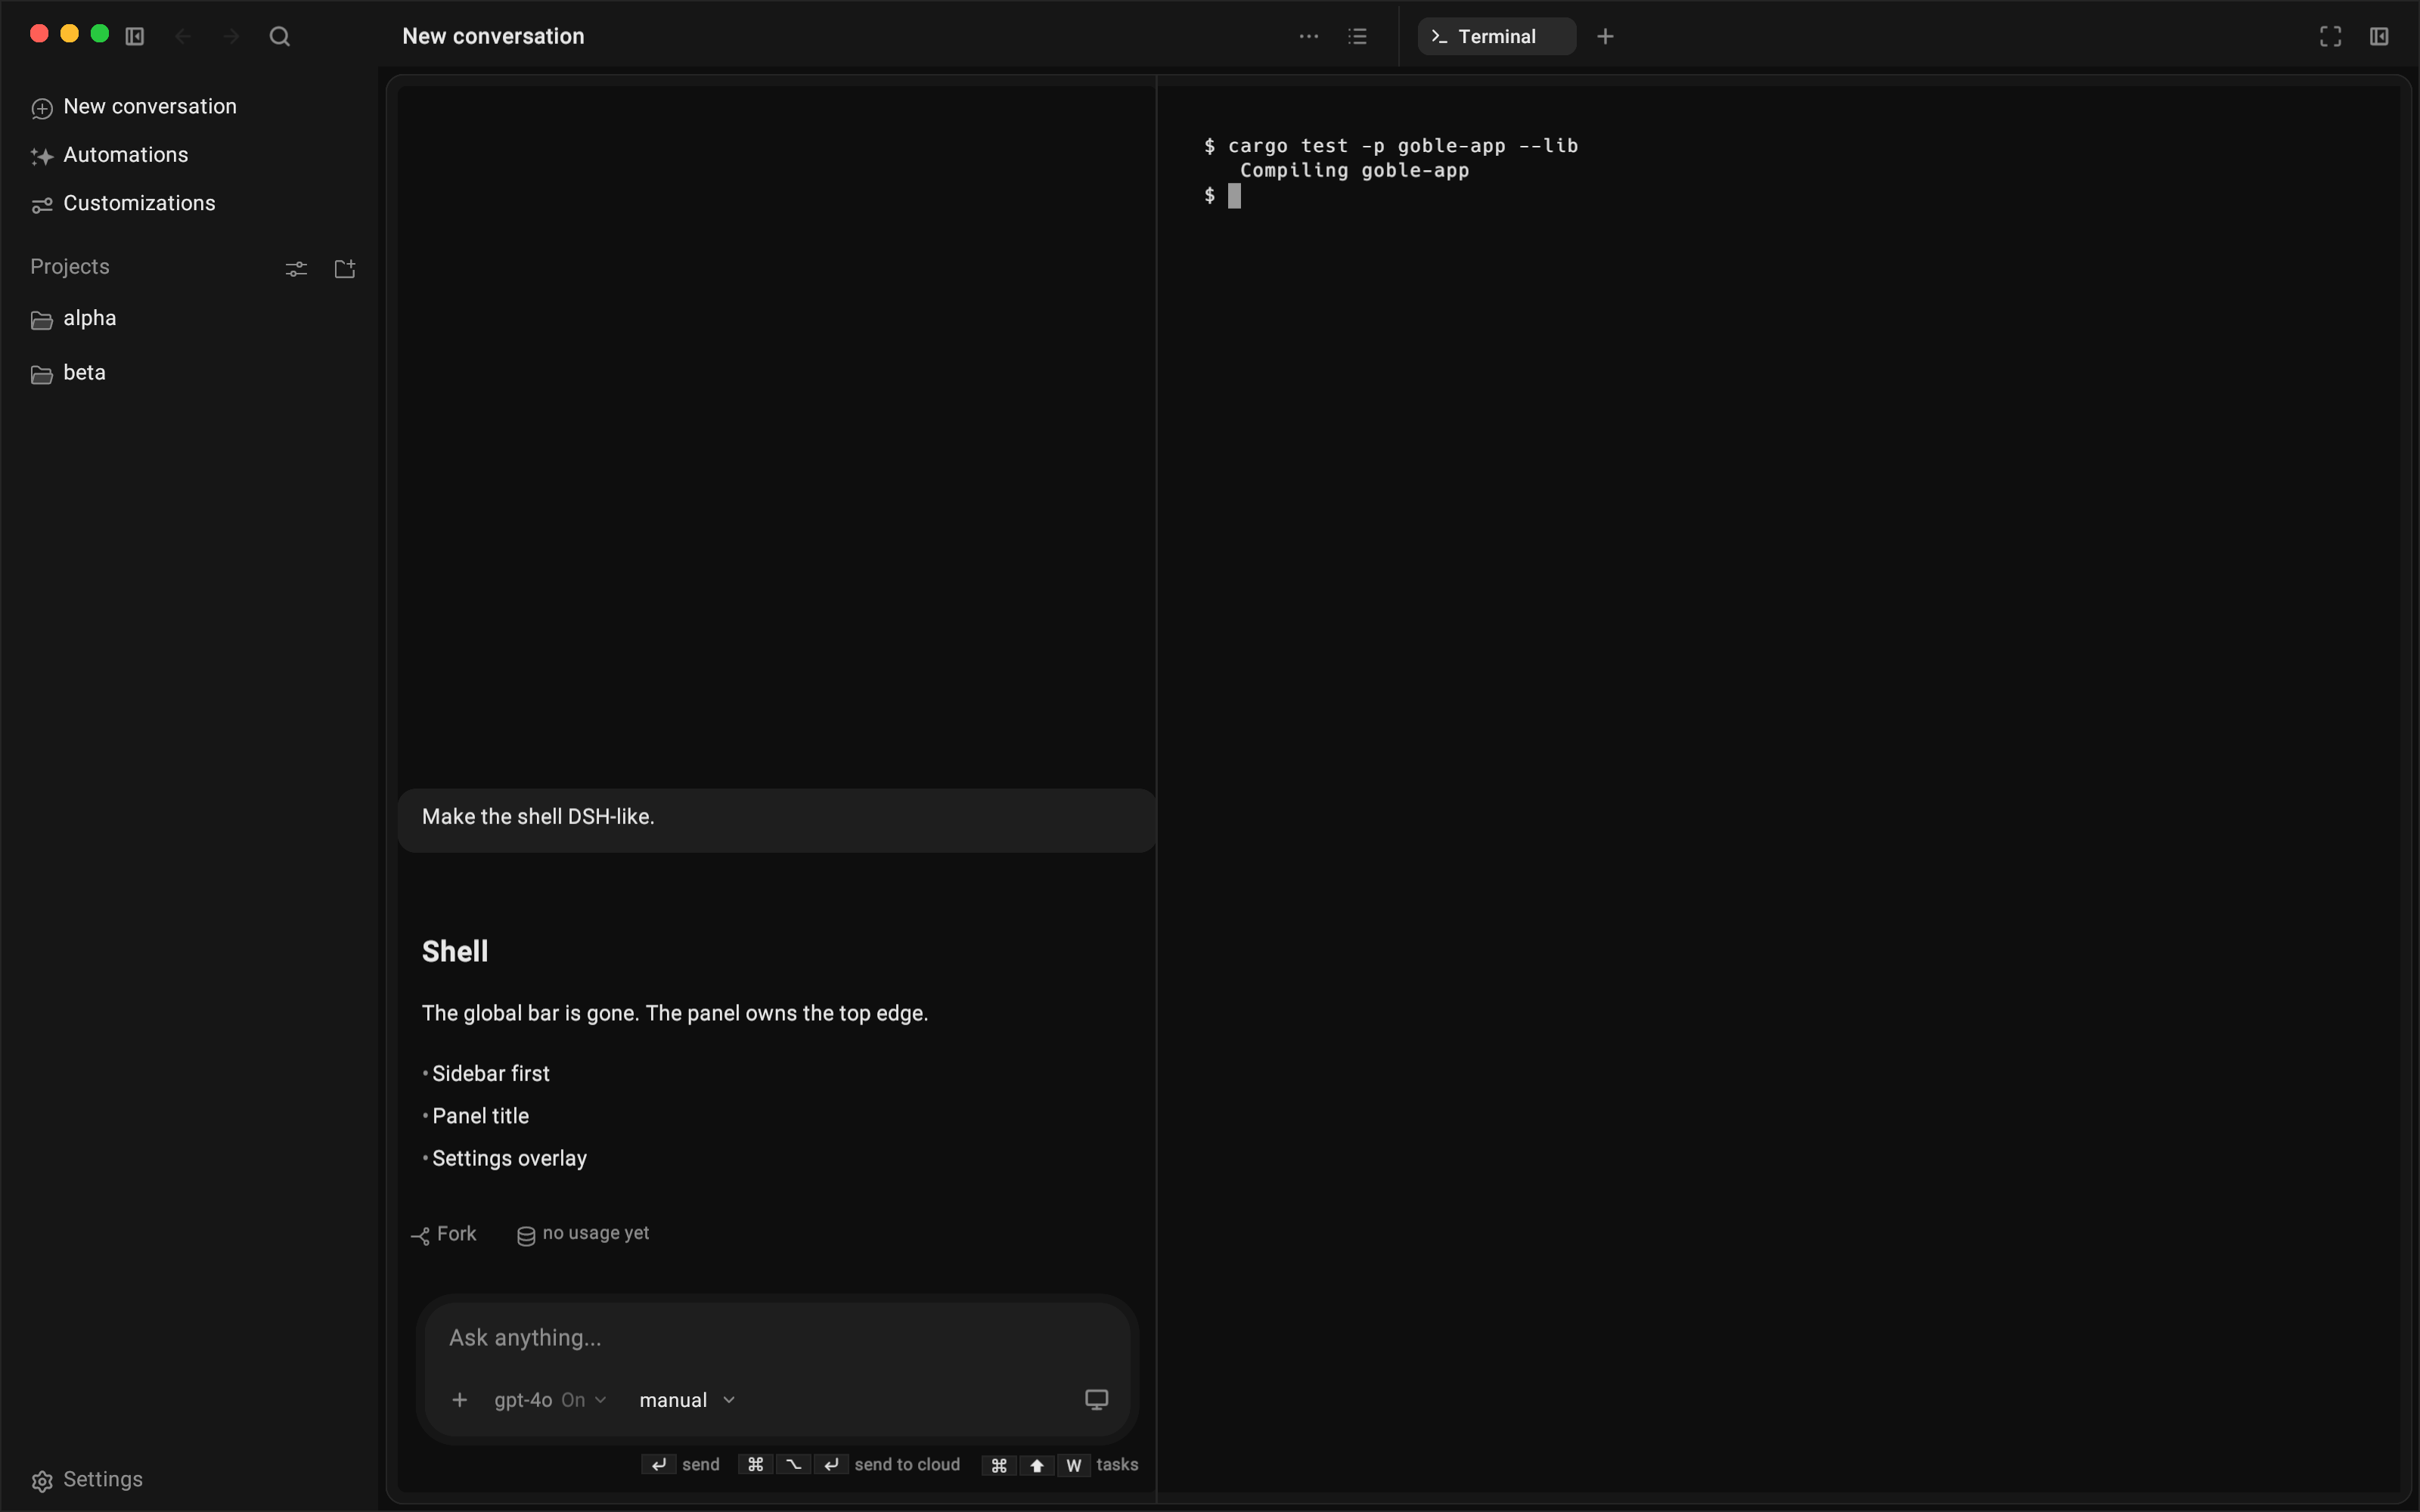 New conversation
Terminal
New conversation
Automations
Customizations
Projects
alpha
beta
Settings
Make the shell DSH-like.
Shell
The global bar is gone. The panel owns the top edge.
• Sidebar first
• Panel title
• Settings overlay
Fork
no usage yet
Ask anything...
gpt-4o On
manual
send
⌘ ⌥ send to cloud
⌘ W tasks
$ cargo test -p goble-app --lib
Compiling goble-app
$